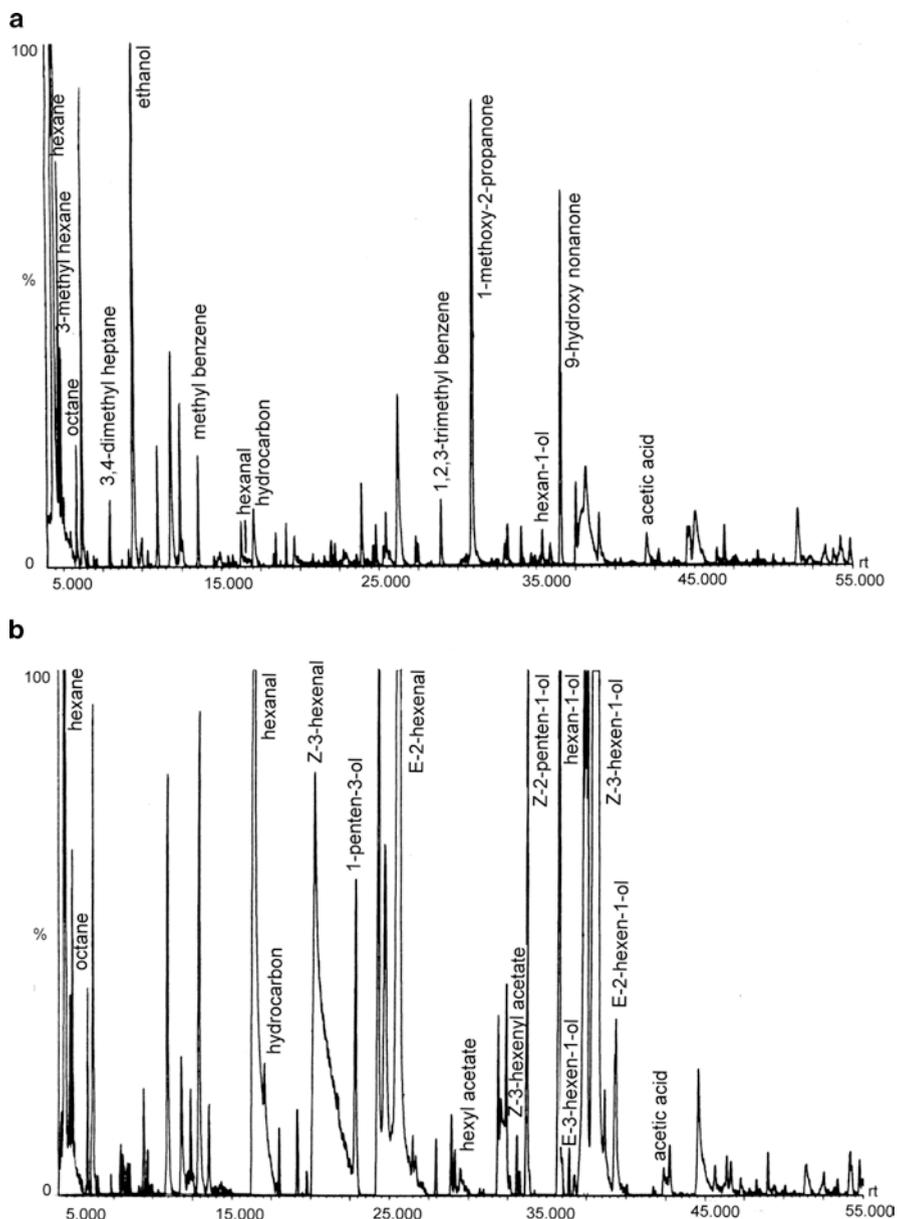 a
100
hexane
3-methyl hexane
octane
3,4-dimethyl heptane
ethanol
methyl benzene
hexanal
hydrocarbon
1,2,3-trimethyl benzene
1-methoxy-2-propanone
hexan-1-ol
9-hydroxy nonanone
acetic acid
%
0
rt
5.000 15.000 25.000 35.000 45.000 55.000
b
100
hexane
octane
hexanal
hydrocarbon
Z-3-hexenal
1-penten-3-ol
E-2-hexenal
hexyl acetate
Z-3-hexenyl acetate
Z-2-penten-1-ol
hexan-1-ol
E-3-hexen-1-ol
Z-3-hexen-1-ol
E-2-hexen-1-ol
acetic acid
%
0
rt
5.000 15.000 25.000 35.000 45.000 55.000